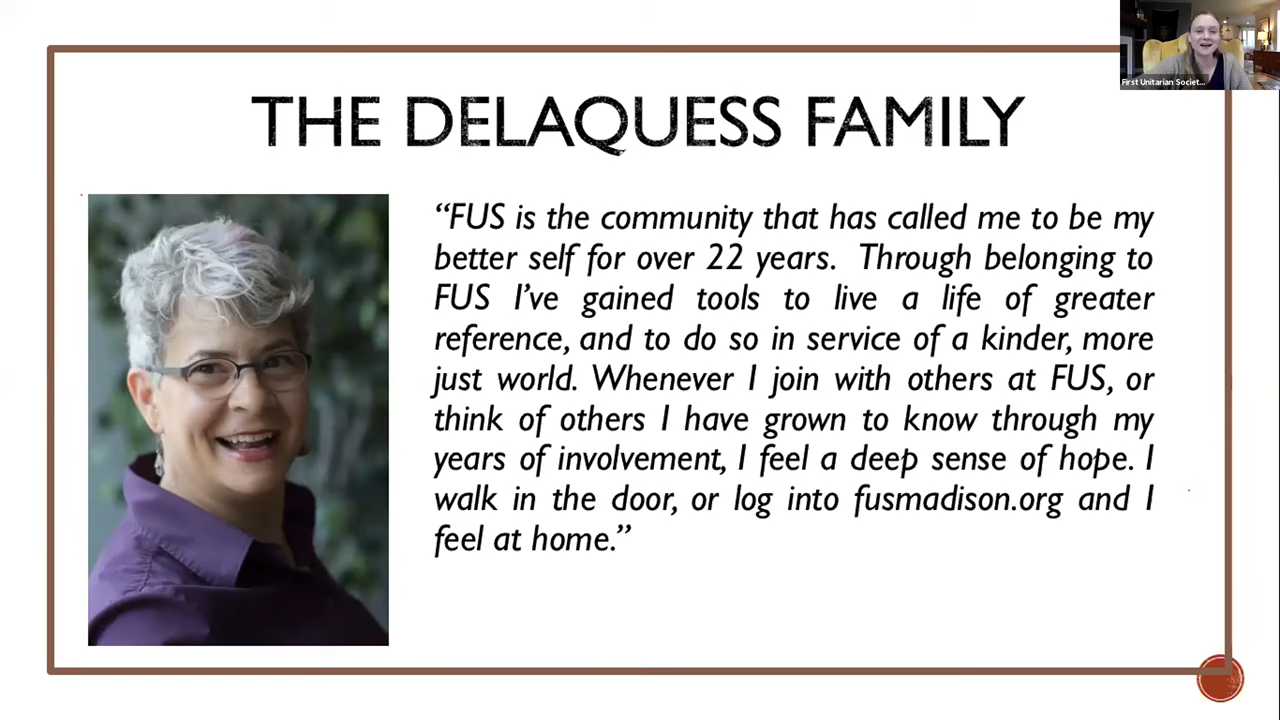 First Unitarian Societ...
THE DELAQUESS FAMILY
“FUS is the community that has called me to be my
better self for over 22 years. Through belonging to
FUS I’ve gained tools to live a life of greater
reference, and to do so in service of a kinder, more
just world. Whenever I join with others at FUS, or
think of others I have grown to know through my
years of involvement, I feel a deep sense of hope. I
walk in the door, or log into fusmadison.org and I
feel at home.”